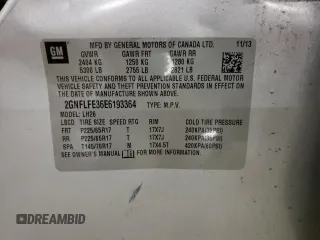 GM
MFD BY GENERAL MOTORS OF CANADA LTD. 11/13
GVWR GAWR FRT GAWR RR
2404 KG 1250 KG 1280 KG
5300 LB 2755 LB 2821 LB
THIS VEHICLE CONFORMS TO ALL APPLICABLE U.S. FEDERAL
MOTOR VEHICLE SAFETY AND THEFT PREVENTION STANDARDS IN
EFFECT ON THE DATE OF MANUFACTURE SHOWN ABOVE.
TYPE: M.P.V.
MODEL: LH26
LOCD TIRE SIZE SPEED RTG RIM COLD TIRE PRESSURE
FRT P225/65R17 T 17X7J 240KPA(35PSI)
RR P225/65R17 T 17X7J 240KPA(35PSI)
SPA T145/70R17 M 17X4.5T 420KPA(60PSI)
SEE OWNER'S MANUAL FOR ADDITIONAL INFORMATION.
DREAMBID
DREAMBID.COM